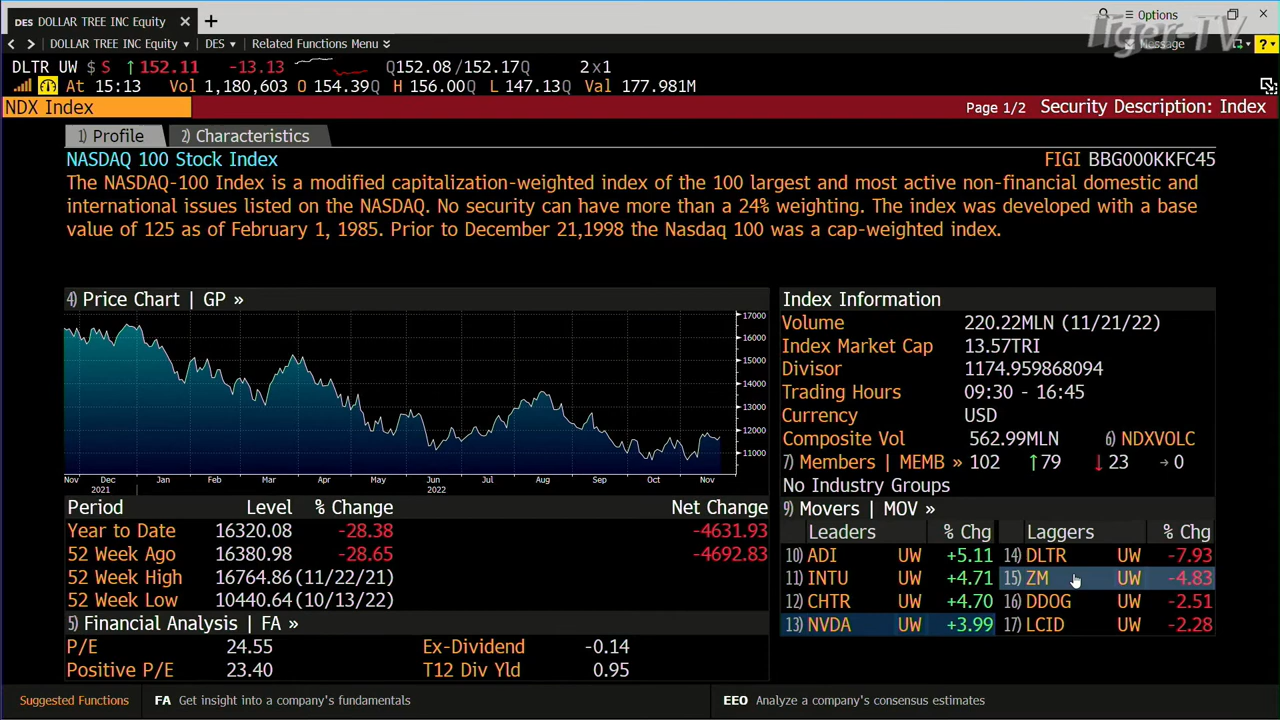 DES DOLLAR TREE INC Equity × +
Options
Tiger-TV
< > DOLLAR TREE INC Equity ▾ DES ▾ Related Functions Menu
Message
DLTR UW $ S ↑152.11 -13.13 Q152.08/152.17Q 2x1
At 15:13 Vol 1,180,603 O 154.39Q H 156.00Q L 147.13Q Val 177.981M
NDX Index Page 1/2 Security Description: Index
1) Profile 2) Characteristics
NASDAQ 100 Stock Index FIGI BBG000KKFC45
The NASDAQ-100 Index is a modified capitalization-weighted index of the 100 largest and most active non-financial domestic and
international issues listed on the NASDAQ. No security can have more than a 24% weighting. The index was developed with a base
value of 125 as of February 1, 1985. Prior to December 21,1998 the Nasdaq 100 was a cap-weighted index.
4) Price Chart | GP »
17000
16000
15000
14000
13000
12000
11000
Nov Dec Jan Feb Mar Apr May Jun Jul Aug Sep Oct Nov
2021 2022
Index Information
Volume 220.22MLN (11/21/22)
Index Market Cap 13.57TRI
Divisor 1174.959868094
Trading Hours 09:30 - 16:45
Currency USD
Composite Vol 562.99MLN 6) NDXVOLC
7) Members | MEMB » 102 ↑79 ↓23 →0
No Industry Groups
9) Movers | MOV »
Leaders % Chg Laggers % Chg
10) ADI UW +5.11 14) DLTR UW -7.93
11) INTU UW +4.71 15) ZM UW -4.83
12) CHTR UW +4.70 16) DDOG UW -2.51
13) NVDA UW +3.99 17) LCID UW -2.28
Period Level % Change Net Change
Year to Date 16320.08 -28.38 -4631.93
52 Week Ago 16380.98 -28.65 -4692.83
52 Week High 16764.86 (11/22/21)
52 Week Low 10440.64 (10/13/22)
5) Financial Analysis | FA »
P/E 24.55 Ex-Dividend -0.14
Positive P/E 23.40 T12 Div Yld 0.95
Suggested Functions FA Get insight into a company's fundamentals EEO Analyze a company's consensus estimates